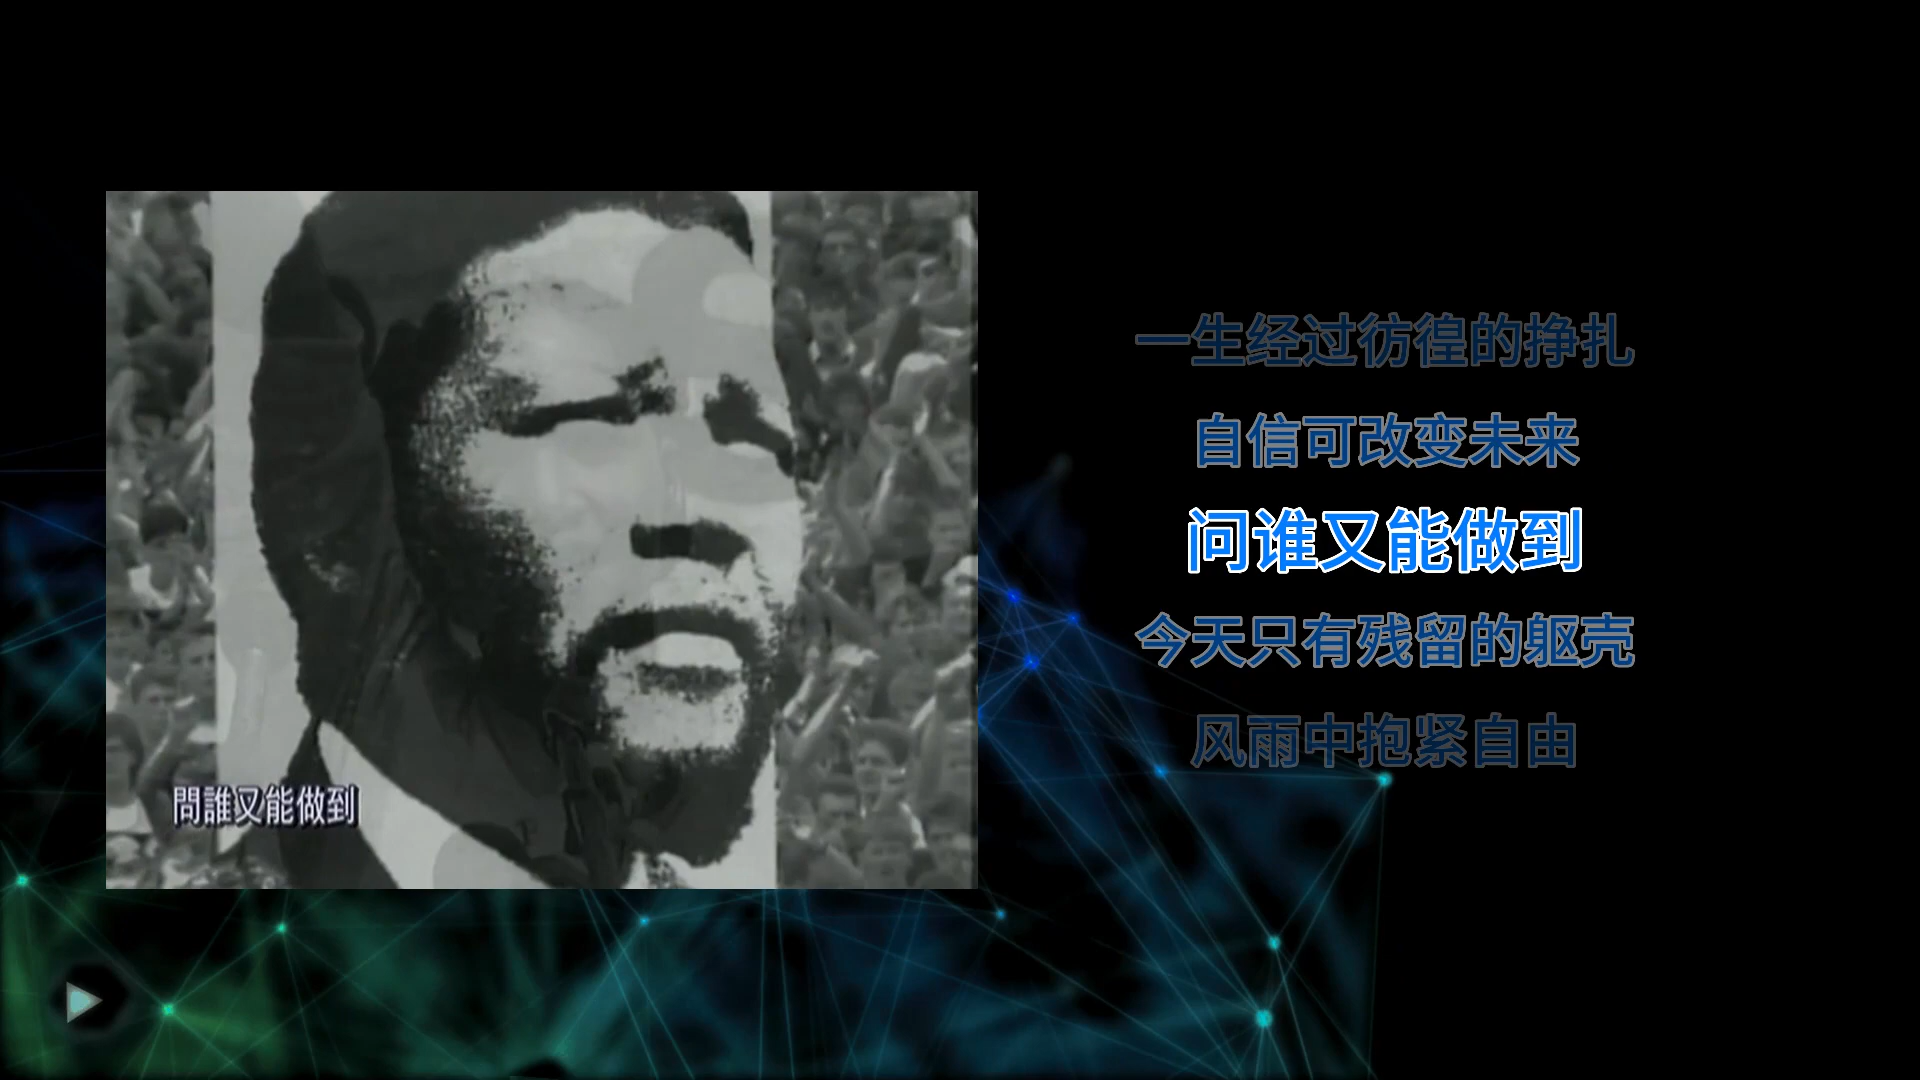 問誰又能做到
一生经过彷徨的挣扎
自信可改变未来
问谁又能做到
今天只有残留的躯壳
风雨中抱紧自由